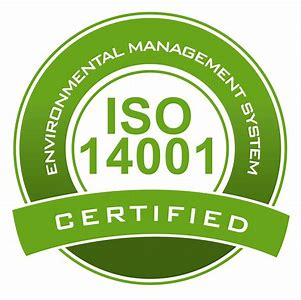 ENVIRONMENTAL MANAGEMENT SYSTEM
ISO
14001
CERTIFIED